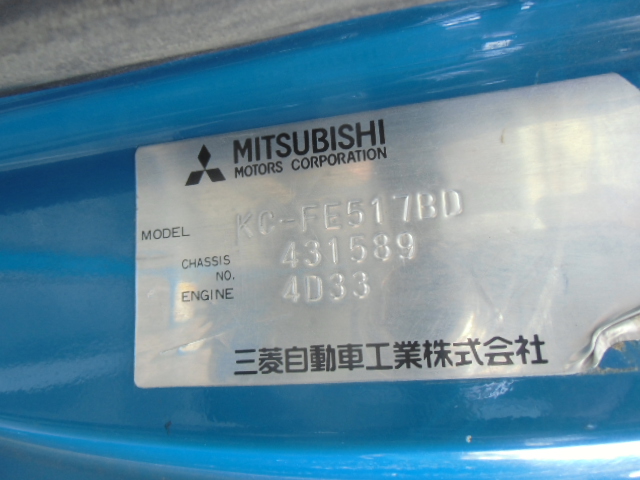 MITSUBISHI
MOTORS CORPORATION
MODEL KC-FE517BD
CHASSIS NO. 431589
ENGINE 4D33
三菱自動車工業株式会社